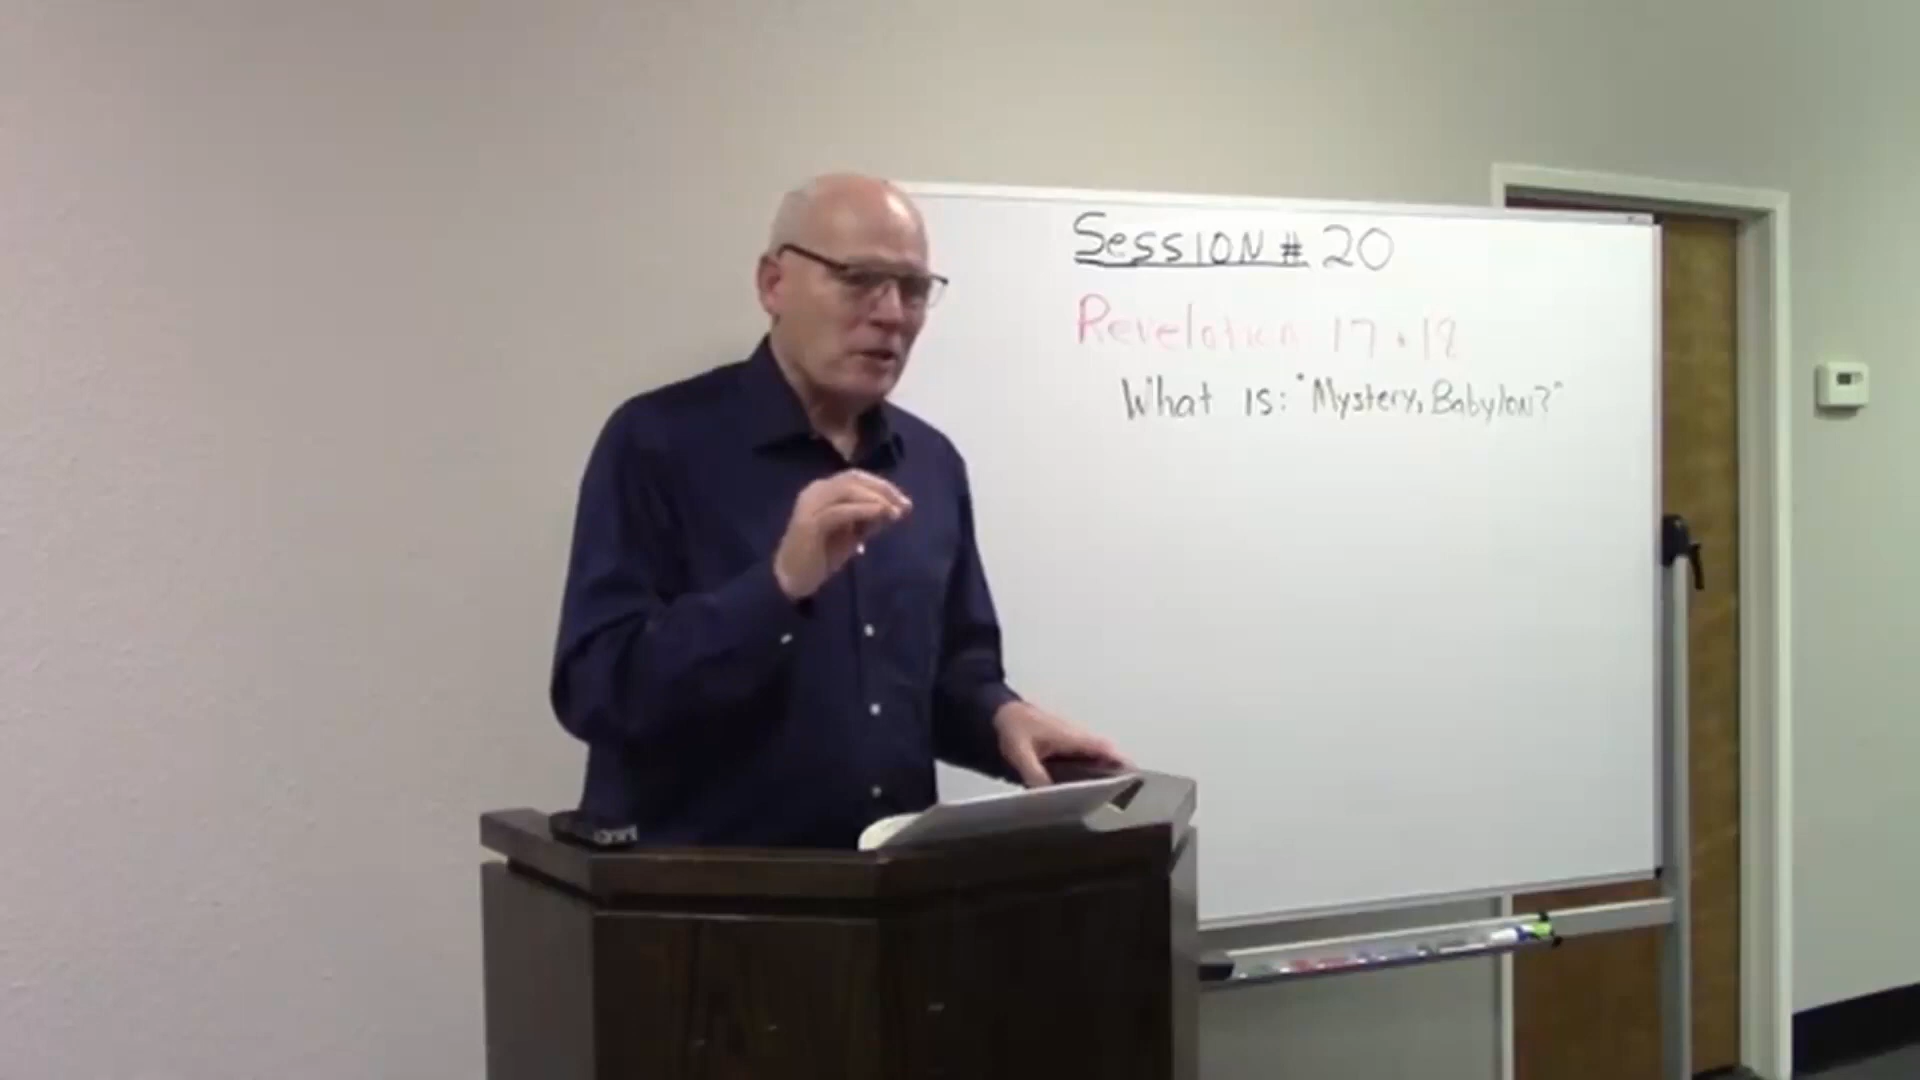 Session # 20
Revelation 17 + 18
What is: "Mystery, Babylon?"